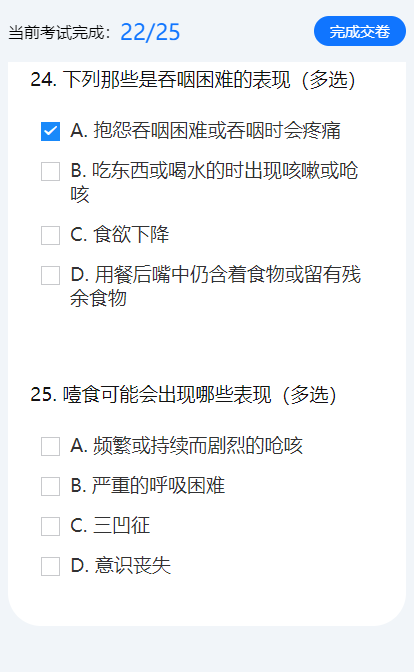 当前考试完成：22/25
完成交卷
24. 下列那些是吞咽困难的表现（多选）
A. 抱怨吞咽困难或吞咽时会疼痛
B. 吃东西或喝水的时出现咳嗽或呛
咳
C. 食欲下降
D. 用餐后嘴中仍含着食物或留有残
余食物
25. 噎食可能会出现哪些表现（多选）
A. 频繁或持续而剧烈的呛咳
B. 严重的呼吸困难
C. 三凹征
D. 意识丧失